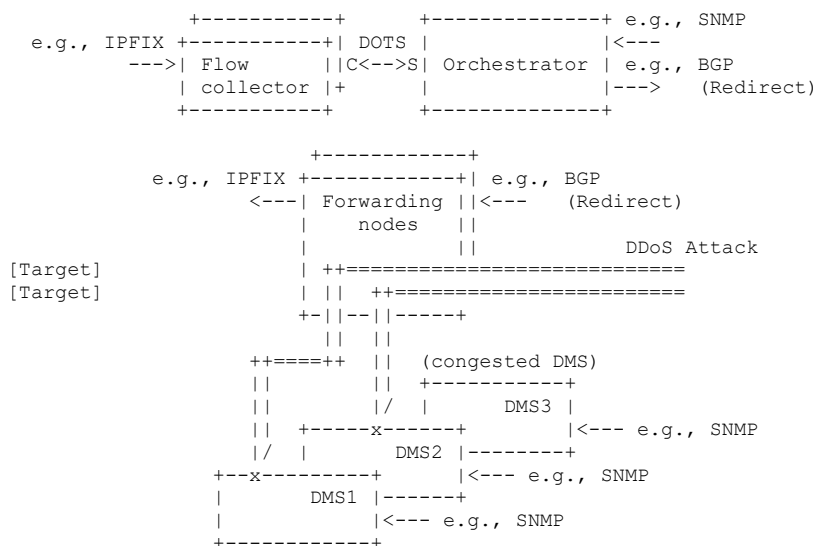 e.g., SNMP
e.g., IPFIX DOTS <---
---> Flow C<-->S Orchestrator e.g., BGP
collector ---> (Redirect)
e.g., IPFIX e.g., BGP
<--- Forwarding <--- (Redirect)
nodes
DDoS Attack
[Target]
[Target]
(congested DMS)
DMS3
x <--- e.g., SNMP
DMS2
x <--- e.g., SNMP
DMS1
<--- e.g., SNMP